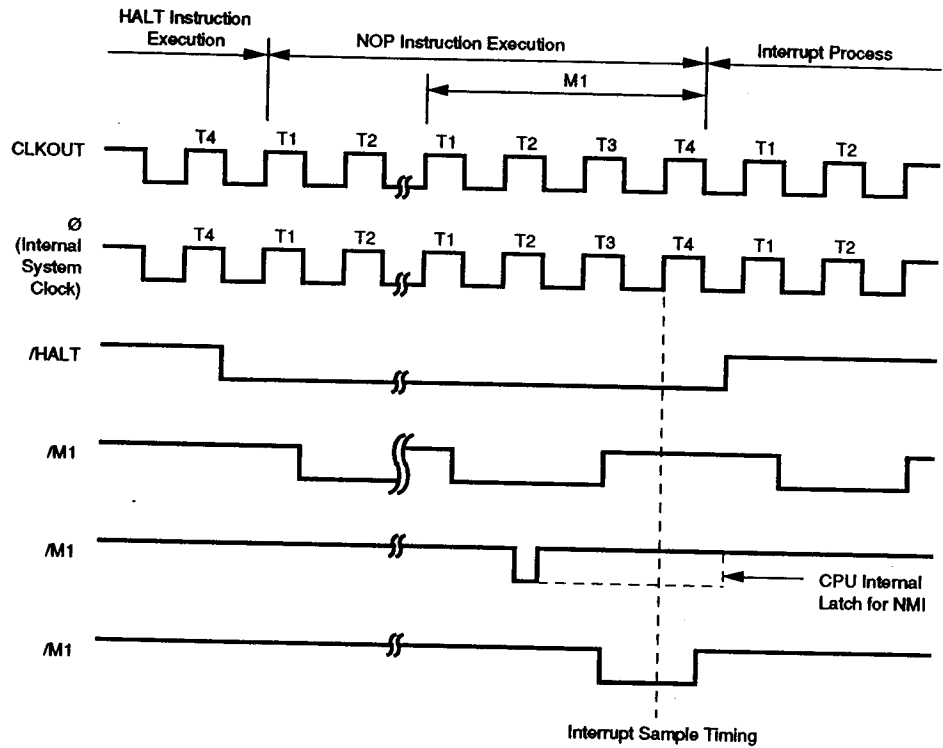 HALT Instruction
Execution
NOP Instruction Execution
Interrupt Process
M1
CLKOUT
T4 T1 T2 T1 T2 T3 T4 T1 T2
Ø
(Internal
System
Clock)
T4 T1 T2 T1 T2 T3 T4 T1 T2
/HALT
/M1
/M1
CPU Internal
Latch for NMI
/M1
Interrupt Sample Timing